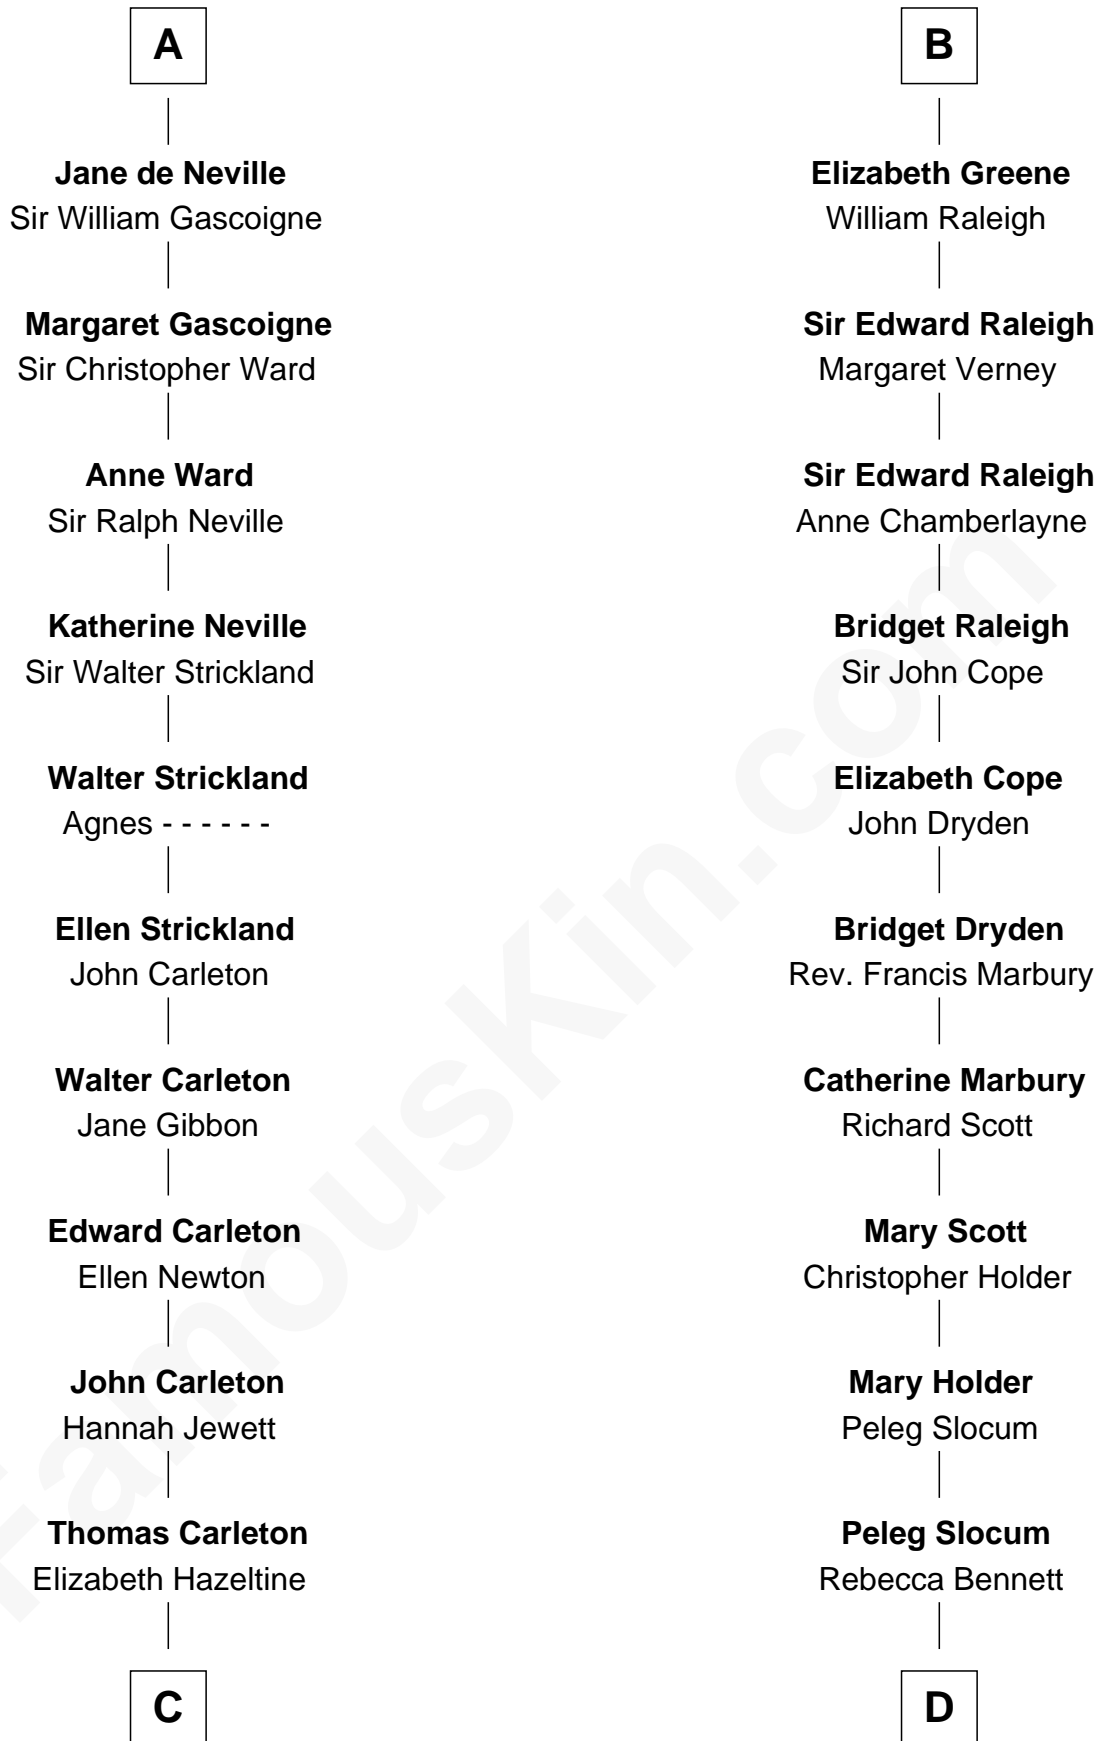 A
Jane de Neville
Sir William Gascoigne
Margaret Gascoigne
Sir Christopher Ward
Anne Ward
Sir Ralph Neville
Katherine Neville
Sir Walter Strickland
Walter Strickland
Agnes - - - - - -
Ellen Strickland
John Carleton
Walter Carleton
Jane Gibbon
Edward Carleton
Ellen Newton
John Carleton
Hannah Jewett
Thomas Carleton
Elizabeth Hazeltine
C
B
Elizabeth Greene
William Raleigh
Sir Edward Raleigh
Margaret Verney
Sir Edward Raleigh
Anne Chamberlayne
Bridget Raleigh
Sir John Cope
Elizabeth Cope
John Dryden
Bridget Dryden
Rev. Francis Marbury
Catherine Marbury
Richard Scott
Mary Scott
Christopher Holder
Mary Holder
Peleg Slocum
Peleg Slocum
Rebecca Bennett
D
FamousKin.com